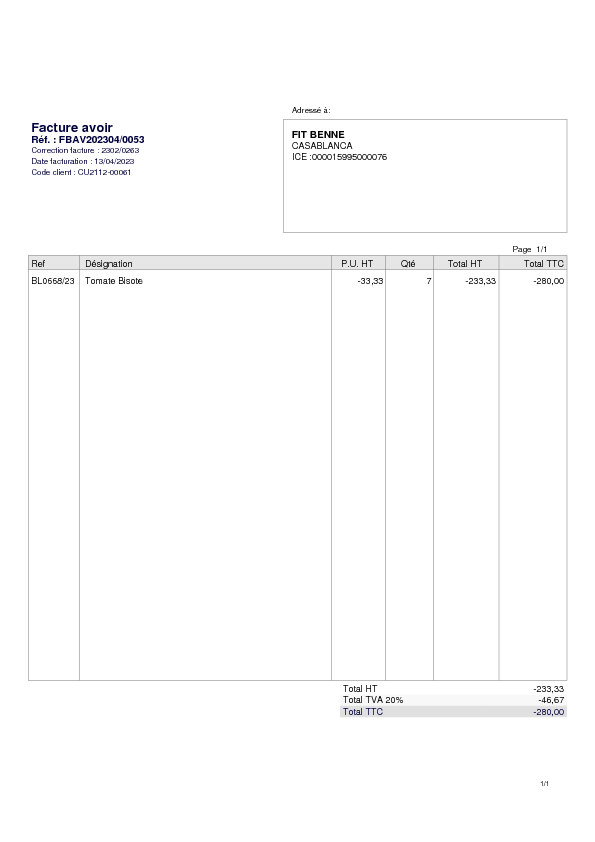 Adressé à:
Facture avoir
Réf. : FBAV202304/0053
Correction facture : 2302/0263
Date facturation : 13/04/2023
Code client : CU2112-00061
FIT BENNE
CASABLANCA
ICE :000015995000076
Page 1/1
Ref Désignation P.U. HT Qté Total HT Total TTC
BL0668/23 Tomate Bisote -33,33 7 -233,33 -280,00
Total HT -233,33
Total TVA 20% -46,67
Total TTC -280,00
1/1